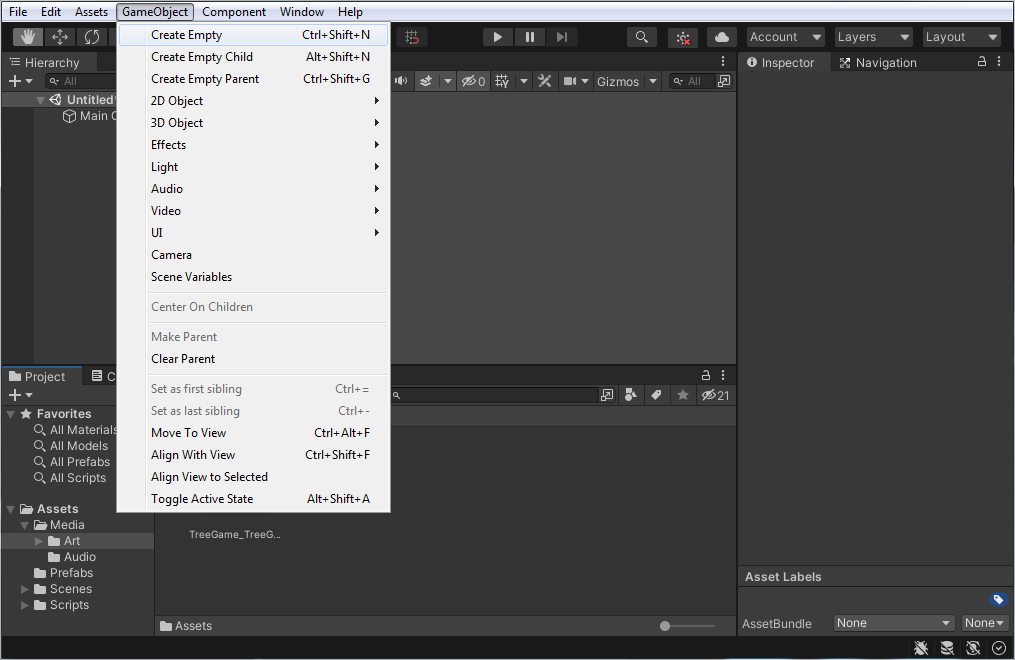 File Edit Assets GameObject Component Window Help
Account Layers Layout
Hierarchy
All
Untitled*
Main C
Create Empty Ctrl+Shift+N
Create Empty Child Alt+Shift+N
Create Empty Parent Ctrl+Shift+G
2D Object
3D Object
Effects
Light
Audio
Video
UI
Camera
Scene Variables
Center On Children
Make Parent
Clear Parent
Set as first sibling Ctrl+=
Set as last sibling Ctrl+-
Move To View Ctrl+Alt+F
Align With View Ctrl+Shift+F
Align View to Selected
Toggle Active State Alt+Shift+A
0 Gizmos All
Inspector Navigation
Project C
21
Favorites
All Materials
All Models
All Prefabs
All Scripts
Assets
Media
Art
Audio
Prefabs
Scenes
Scripts
TreeGame_TreeG...
Assets
Asset Labels
AssetBundle None None